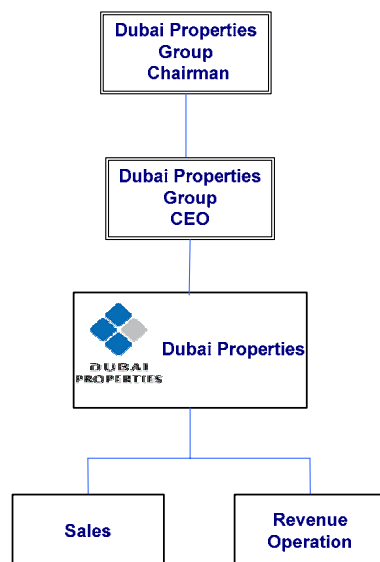 Dubai Properties
Group
Chairman
Dubai Properties
Group
CEO
DUBAI
PROPERTIES
Dubai Properties
Sales
Revenue
Operation